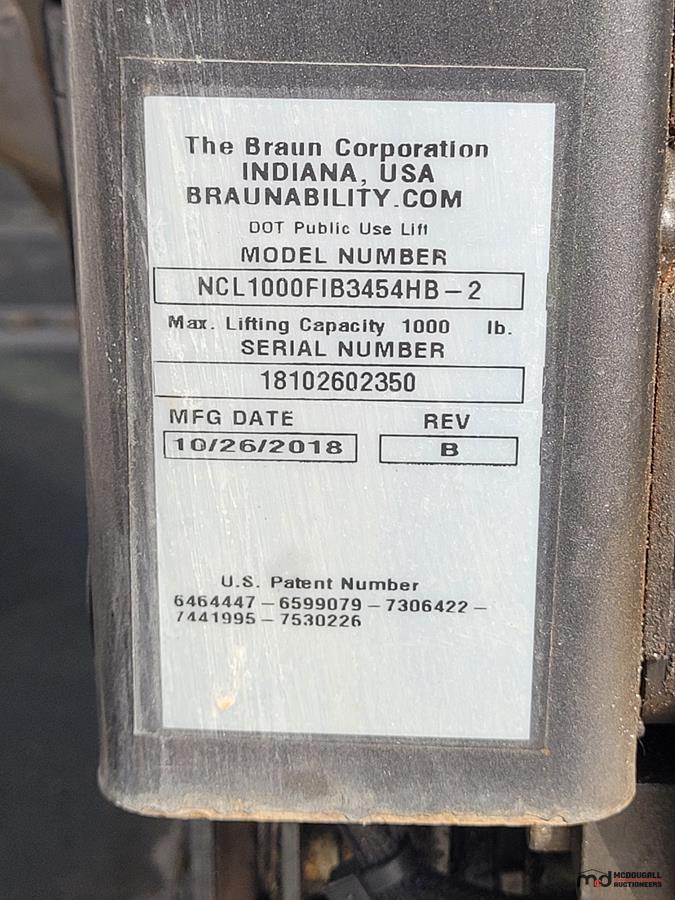 The Braun Corporation
INDIANA, USA
BRAUNABILITY.COM
DOT Public Use Lift
MODEL NUMBER
NCL1000FIB3454HB-2
Max. Lifting Capacity 1000 lb.
SERIAL NUMBER
18102602350
MFG DATE REV
10/26/2018 B
U.S. Patent Number
6464447-6599079-7306422-
7441995-7530226
md MCDOUGALL
AUCTIONEERS